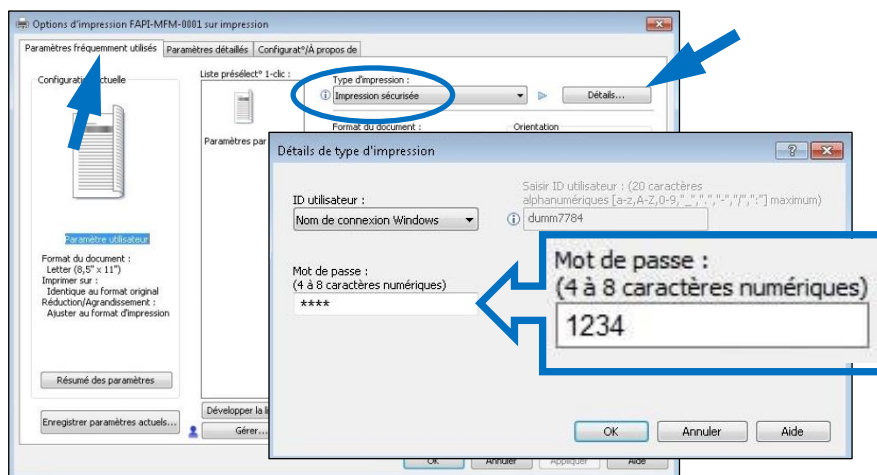 Options d'impression FAPI-MFM-0001 sur impression
Paramètres fréquemment utilisés
Paramètres détaillés
Configurat°/À propos de
Configuration actuelle
Paramètre utilisateur
Format du document :
Letter (8,5" x 11")
Imprimer sur :
Identique au format original
Réduction/Agrandissement :
Ajuster au format d'impression
Résumé des paramètres
Enregistrer paramètres actuels...
Liste présélect° 1-clic :
Paramètres par
Développer la li
Gérer...
Type d'impression :
Impression sécurisée
Détails...
Format du document :
Orientation
Détails de type d'impression
ID utilisateur :
Nom de connexion Windows
Saisir ID utilisateur : (20 caractères
alphanumériques [a-z,A-Z,0-9,"_",".","-","/",":"] maximum)
dumm7784
Mot de passe :
(4 à 8 caractères numériques)
****
Mot de passe :
(4 à 8 caractères numériques)
1234
OK
Annuler
Aide
OK
Annuler
Appliquer
Aide